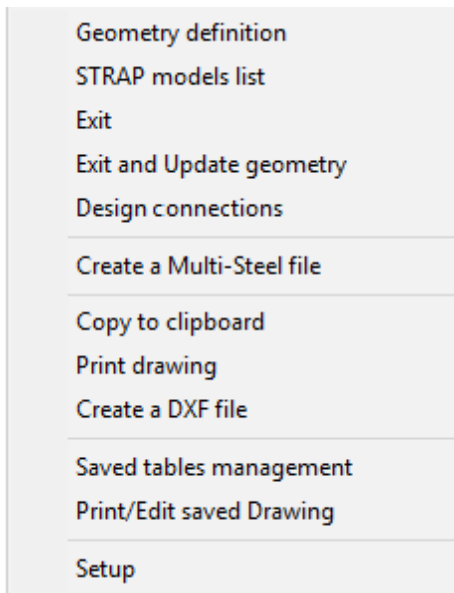 Geometry definition
STRAP models list
Exit
Exit and Update geometry
Design connections
Create a Multi-Steel file
Copy to clipboard
Print drawing
Create a DXF file
Saved tables management
Print/Edit saved Drawing
Setup